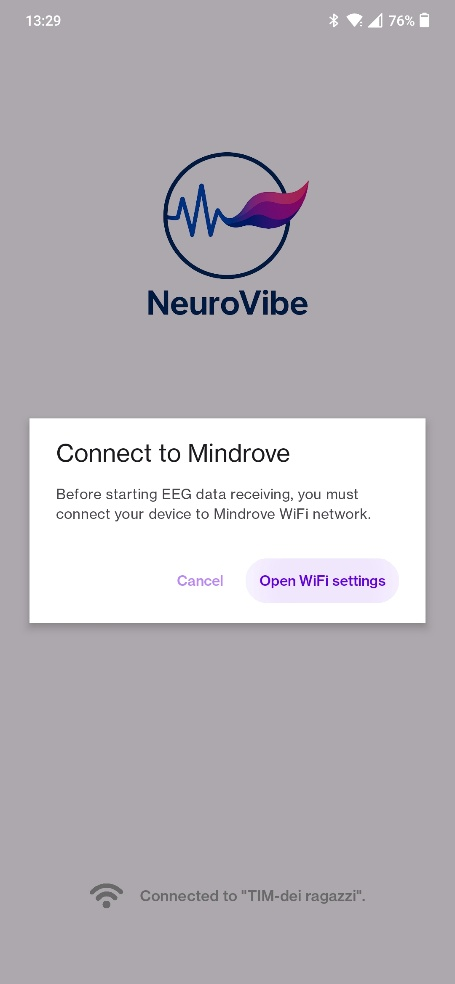 13:29
76%
NeuroVibe
Connect to Mindrove
Before starting EEG data receiving, you must
connect your device to Mindrove WiFi network.
Cancel
Open WiFi settings
Connected to "TIM-dei ragazzi".